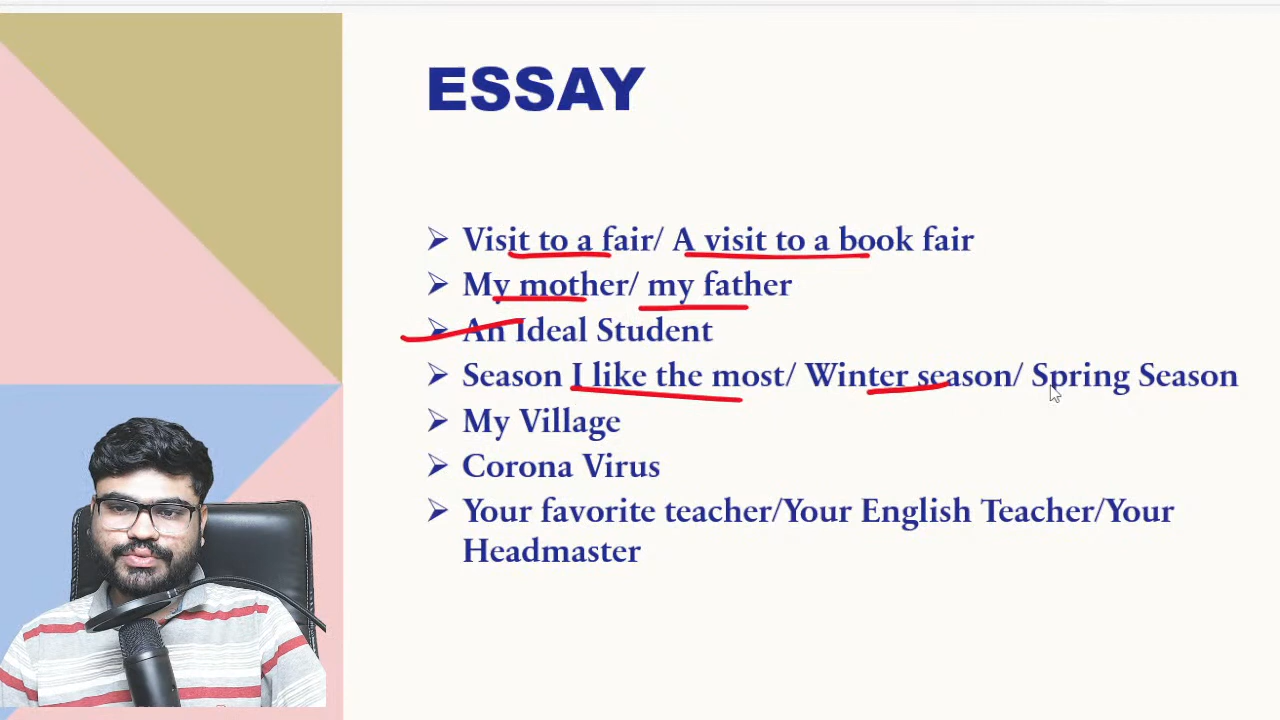 ESSAY
Visit to a fair/ A visit to a book fair
My mother/ my father
An Ideal Student
Season I like the most/ Winter season/ Spring Season
My Village
Corona Virus
Your favorite teacher/Your English Teacher/Your
Headmaster